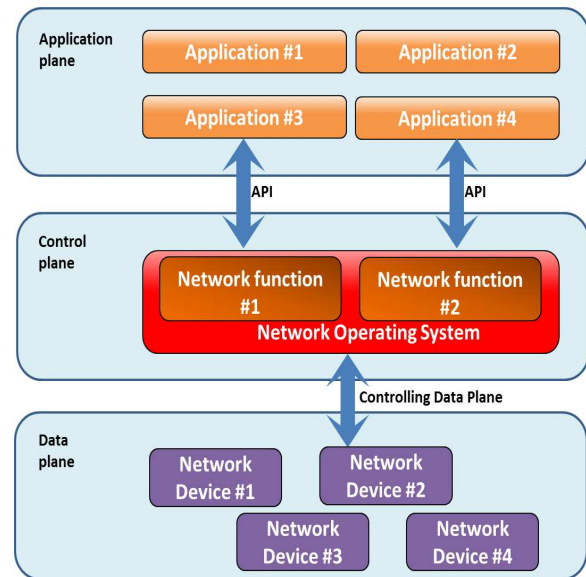 Application
plane
Application #1
Application #2
Application #3
Application #4
API
API
Control
plane
Network function
#1
Network function
#2
Network Operating System
Controlling Data Plane
Data
plane
Network
Device #1
Network
Device #2
Network
Device #3
Network
Device #4